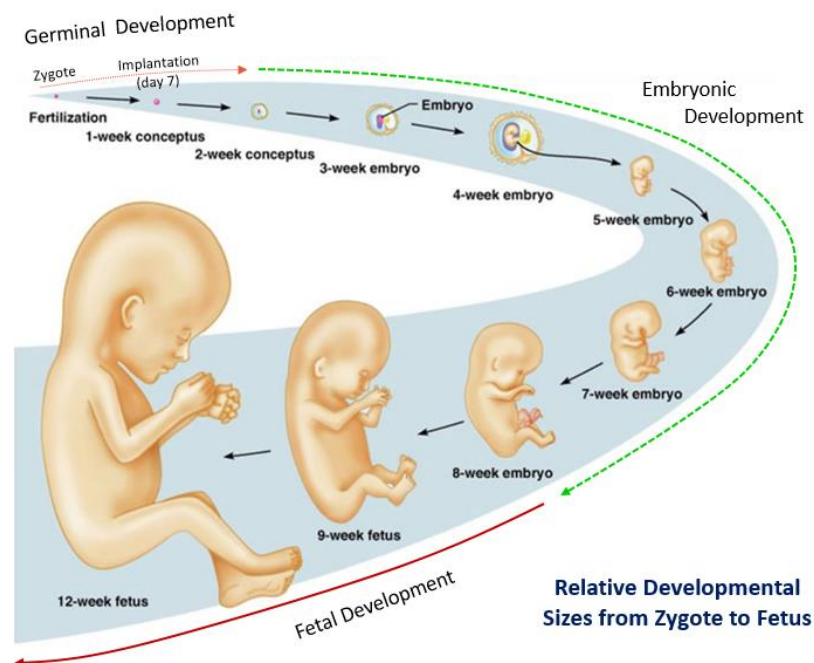 Germinal Development
Zygote
Implantation
(day 7)
Fertilization
1-week conceptus
2-week conceptus
Embryo
3-week embryo
4-week embryo
Embryonic
Development
5-week embryo
6-week embryo
7-week embryo
8-week embryo
9-week fetus
12-week fetus
Fetal Development
Relative Developmental
Sizes from Zygote to Fetus